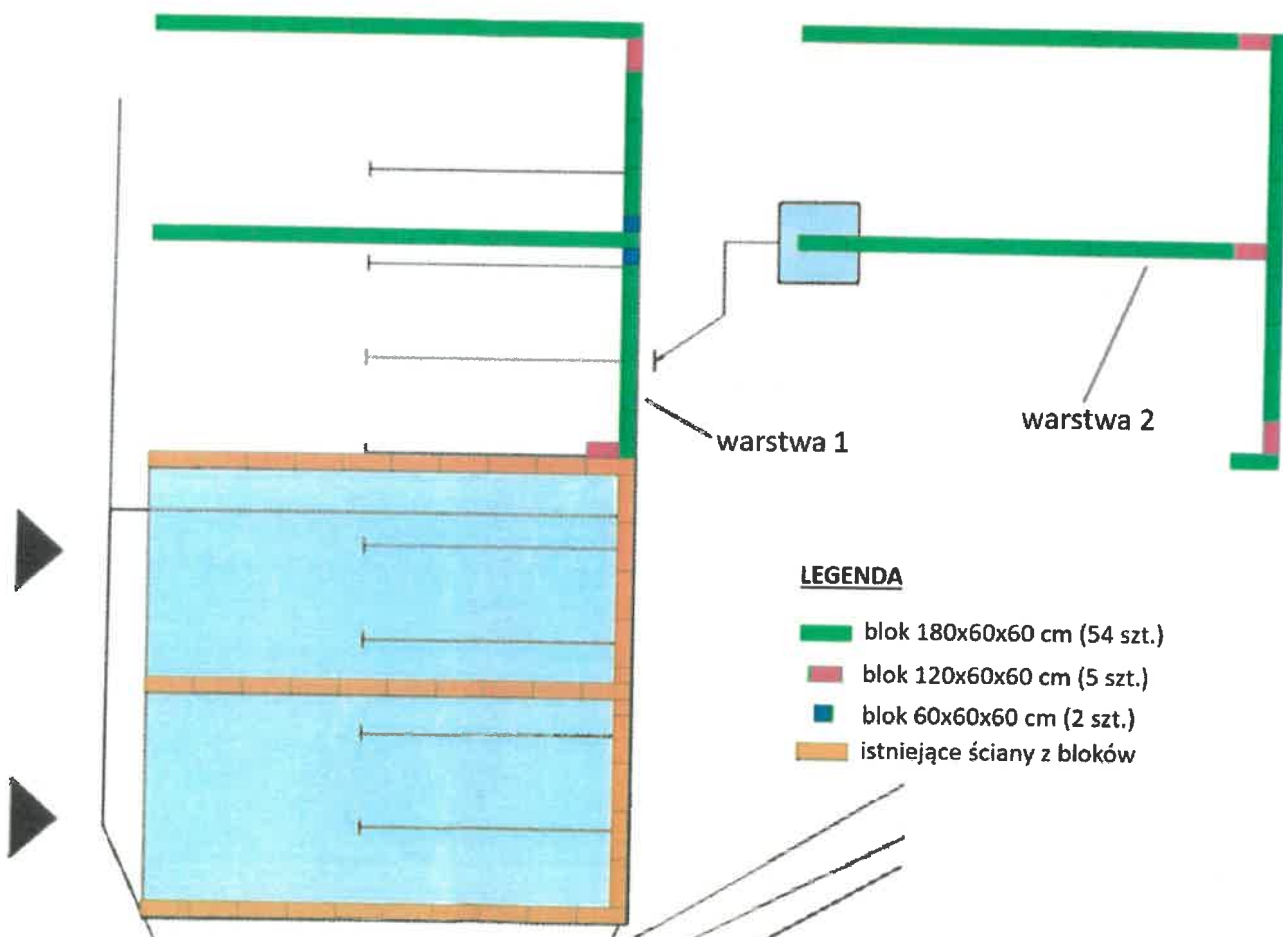 warstwa 1
warstwa 2
LEGENDA
blok 180x60x60 cm (54 szt.)
blok 120x60x60 cm (5 szt.)
blok 60x60x60 cm (2 szt.)
istniejące ściany z bloków